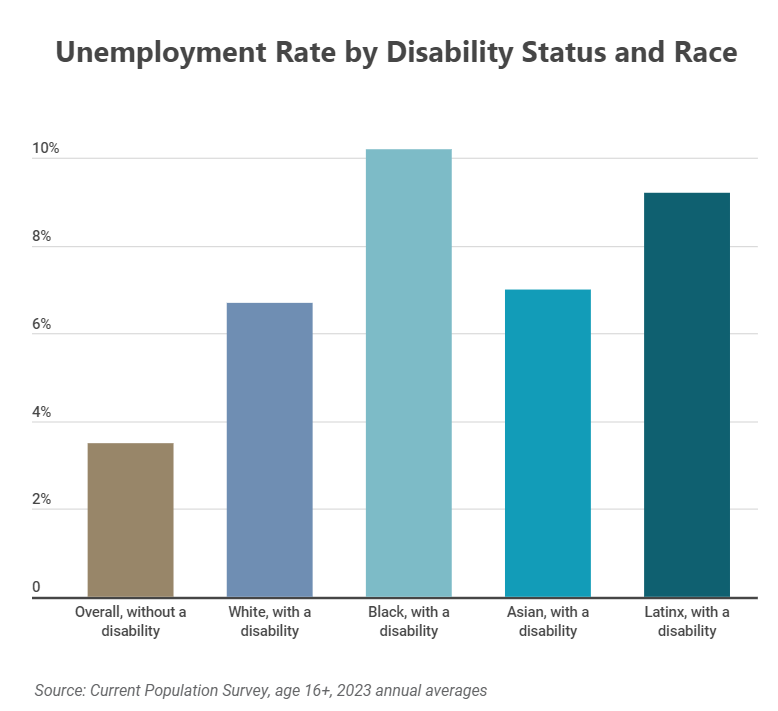 Unemployment Rate by Disability Status and Race
10%
8%
6%
4%
2%
0
Overall, without a
disability
White, with a
disability
Black, with a
disability
Asian, with a
disability
Latinx, with a
disability
Source: Current Population Survey, age 16+, 2023 annual averages